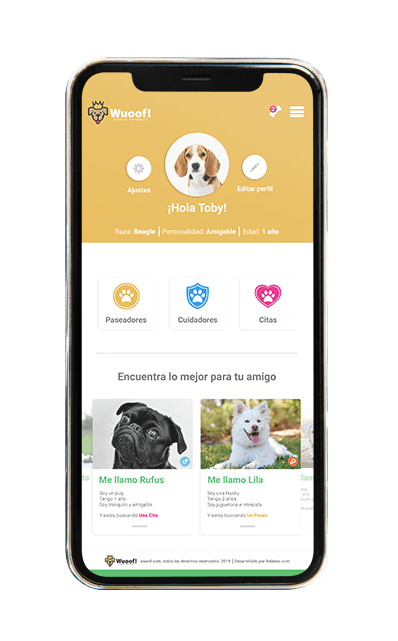 Wuoof!
2
Ajustes
Editar perfil
¡Hola Toby!
Raza: Beagle | Personalidad: Amigable | Edad: 1 año
Paseadores
Cuidadores
Citas
Encuentra lo mejor para tu amigo
Me llamo Rufus
Soy un pug
Tengo 1 año
Soy tranquilo y amigable
Y estoy buscando Una Cita
Me llamo Lila
Soy una Husky
Tengo 2 años
Soy juguetona e intrépida
Y estoy buscando Un Paseo
Wuoof! wuoof.com, todos los derechos reservados 2019 | Desarrollado por